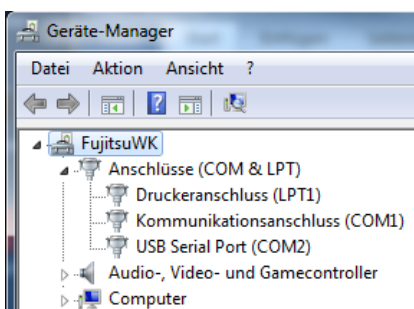 Geräte-Manager
Datei Aktion Ansicht ?
FujitsuWK
Anschlüsse (COM & LPT)
Druckeranschluss (LPT1)
Kommunikationsanschluss (COM1)
USB Serial Port (COM2)
Audio-, Video- und Gamecontroller
Computer